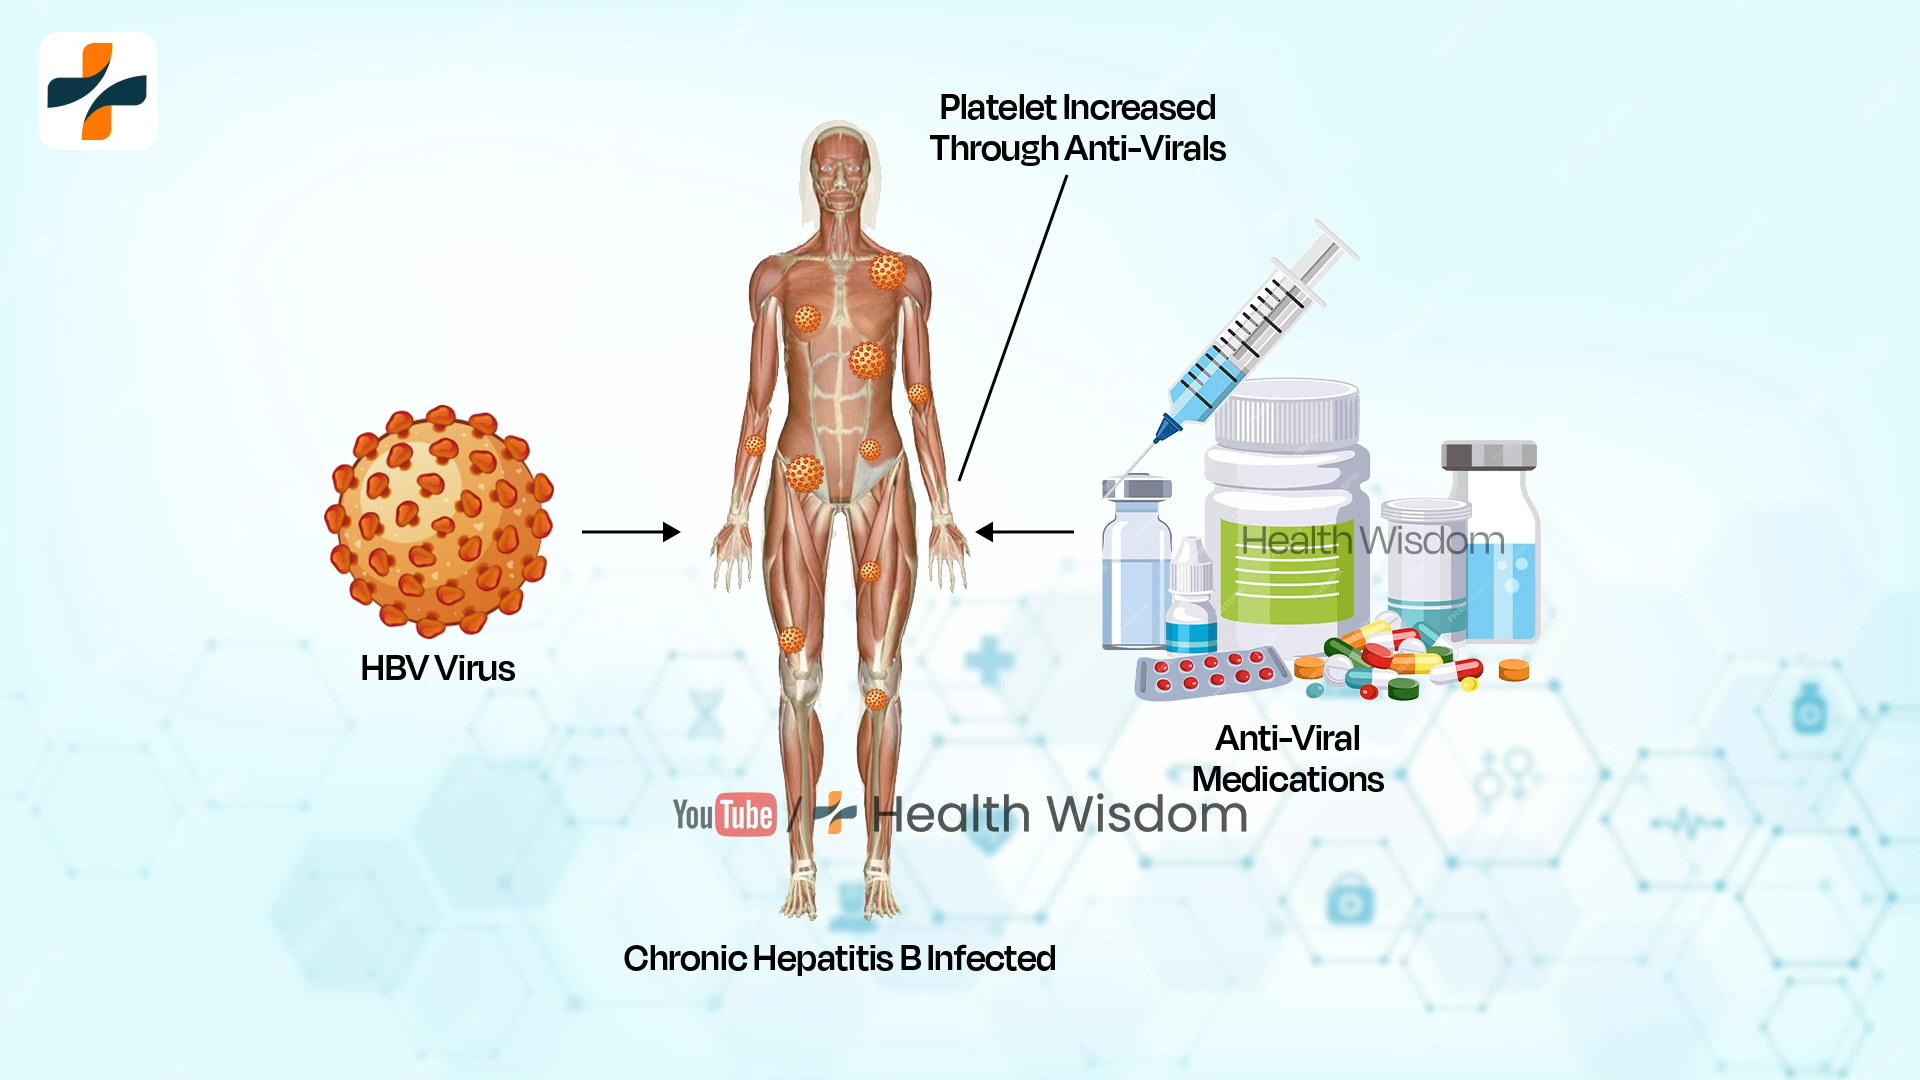 Platelet Increased
Through Anti-Virals
Health Wisdom
HBV Virus
Anti-Viral
Medications
YouTube / Health Wisdom
Chronic Hepatitis B Infected